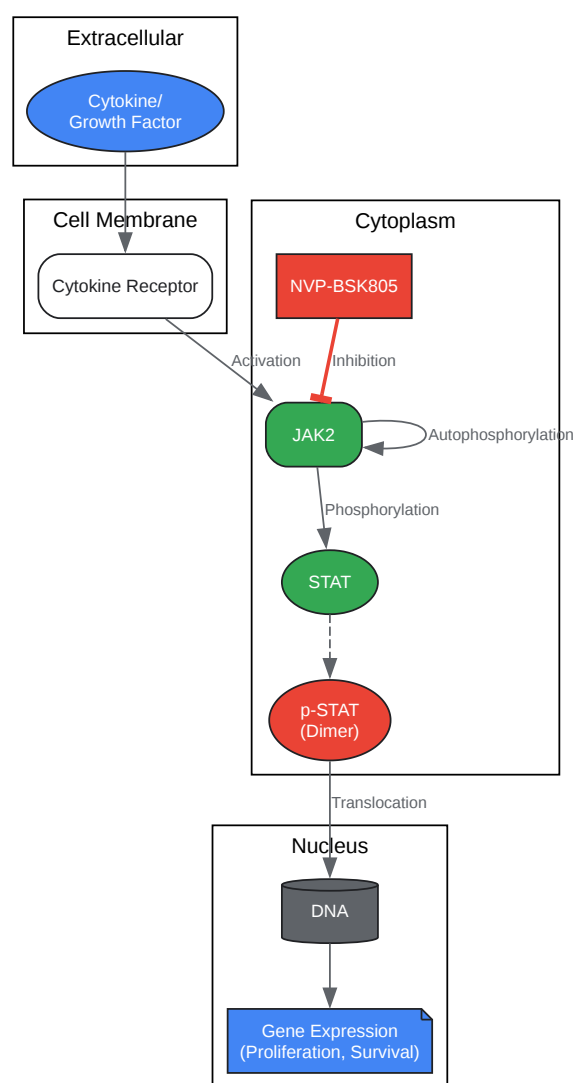 Extracellular
Cytokine/
Growth Factor
Cell Membrane
Cytokine Receptor
Cytoplasm
NVP-BSK805
Activation
Inhibition
JAK2
Autophosphorylation
Phosphorylation
STAT
p-STAT
(Dimer)
Translocation
Nucleus
DNA
Gene Expression
(Proliferation, Survival)